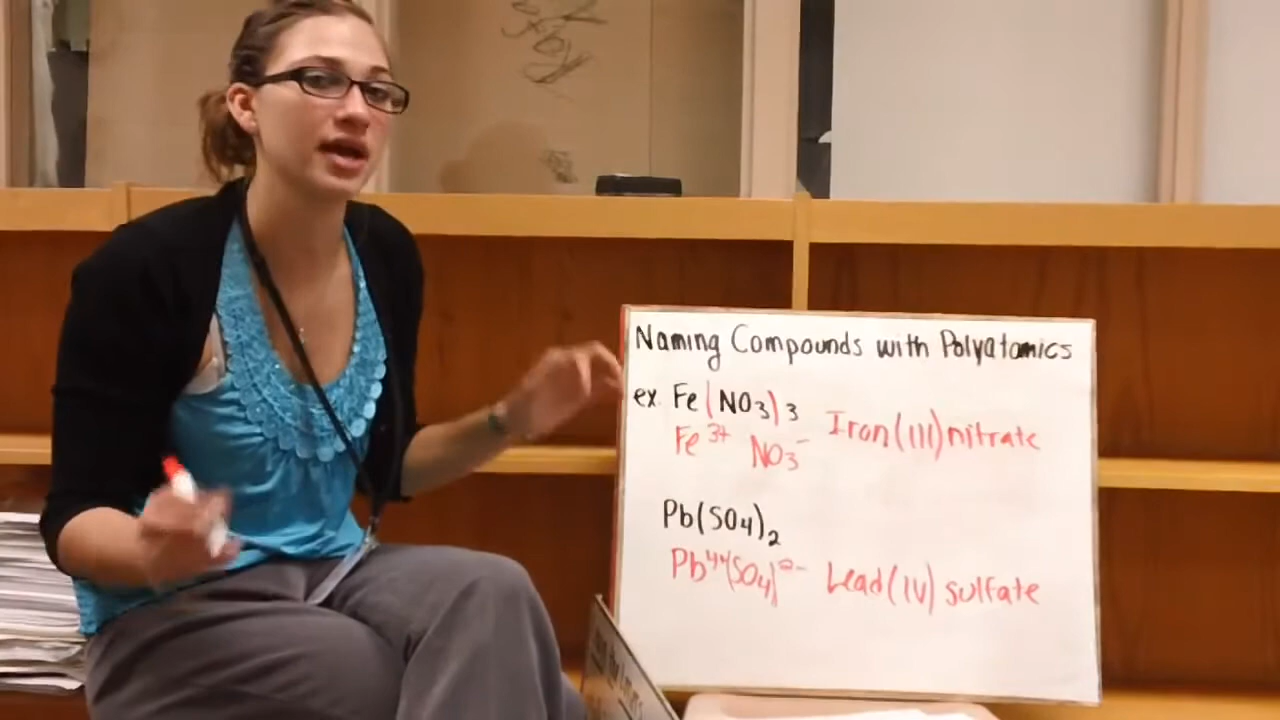 Naming Compounds with Polyatomics
ex. Fe(NO3)3
Fe3+ NO3- Iron(III)nitrate
Pb(SO4)2
Pb4+(SO4)2- Lead(IV) sulfate